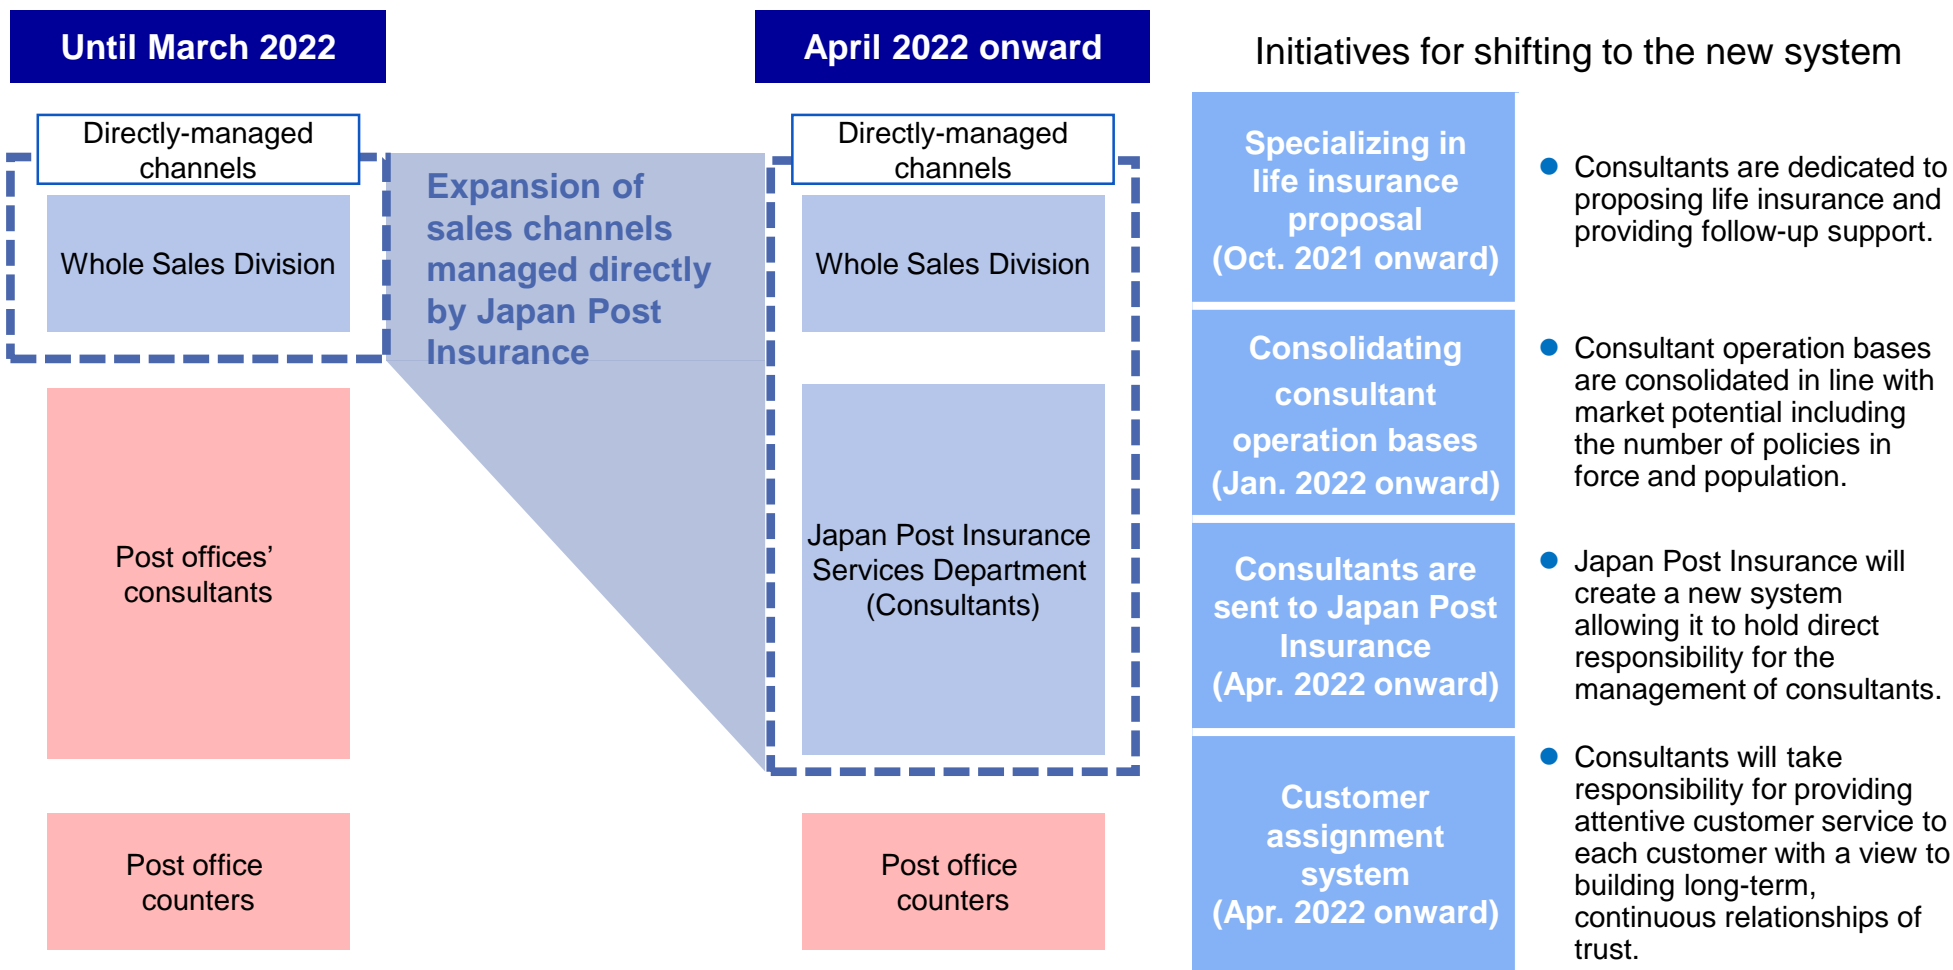 Until March 2022
Directly-managed
channels
Whole Sales Division
Post offices’
consultants
Post office
counters
Expansion of
sales channels
managed directly
by Japan Post
Insurance
April 2022 onward
Directly-managed
channels
Whole Sales Division
Japan Post Insurance
Services Department
(Consultants)
Post office
counters
Initiatives for shifting to the new system
Specializing in
life insurance
proposal
(Oct. 2021 onward)
● Consultants are dedicated to
proposing life insurance and
providing follow-up support.
Consolidating
consultant
operation bases
(Jan. 2022 onward)
● Consultant operation bases
are consolidated in line with
market potential including
the number of policies in
force and population.
Consultants are
sent to Japan Post
Insurance
(Apr. 2022 onward)
● Japan Post Insurance will
create a new system
allowing it to hold direct
responsibility for the
management of consultants.
Customer
assignment
system
(Apr. 2022 onward)
● Consultants will take
responsibility for providing
attentive customer service to
each customer with a view to
building long-term,
continuous relationships of
trust.